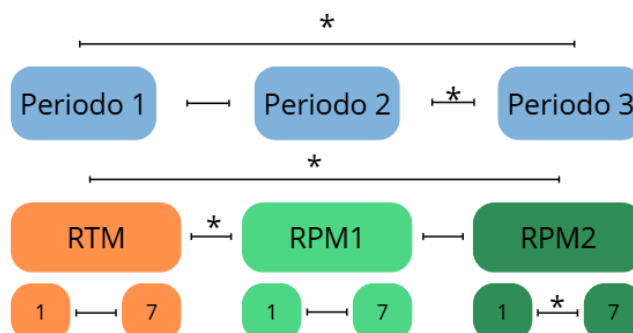 *
Periodo 1 Periodo 2 * Periodo 3
*
RTM * RPM1 RPM2
1 7 1 7 1 * 7